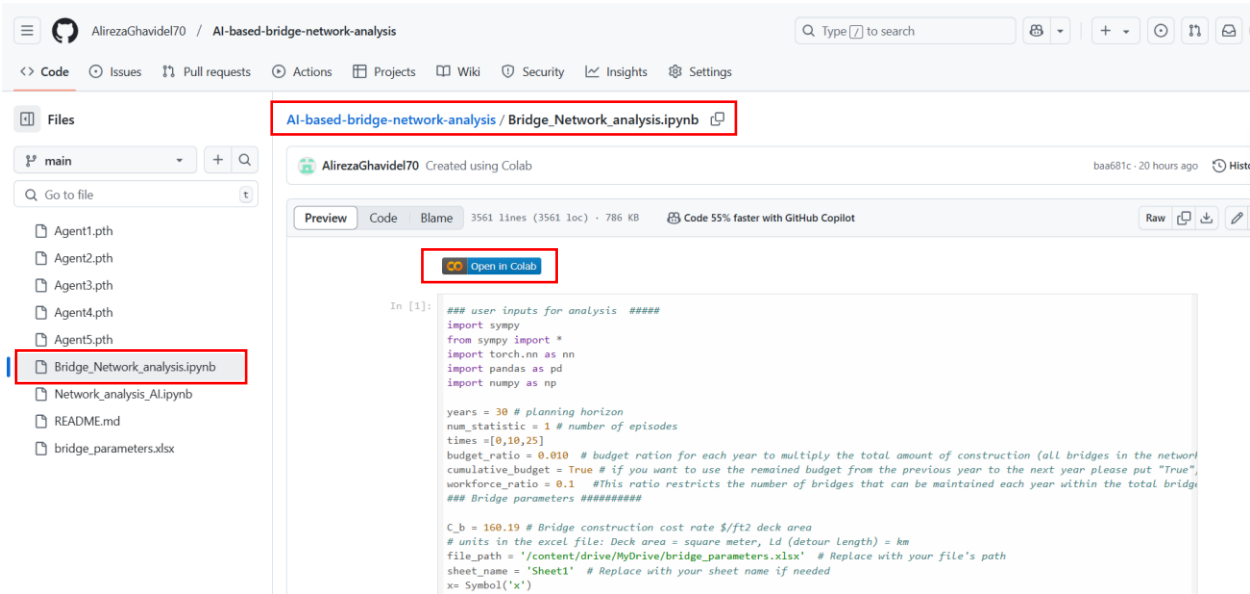 AlirezaGhavidel70 / AI-based-bridge-network-analysis
Type / to search
Code Issues Pull requests Actions Projects Wiki Security Insights Settings
Files
main
Go to file t
Agent1.pth
Agent2.pth
Agent3.pth
Agent4.pth
Agent5.pth
Bridge_Network_analysis.ipynb
Network_analysis_AI.ipynb
README.md
bridge_parameters.xlsx
AI-based-bridge-network-analysis / Bridge_Network_analysis.ipynb
AlirezaGhavidel70 Created using Colab baa681c · 20 hours ago Histo
Preview Code Blame 3561 lines (3561 loc) · 786 KB Code 55% faster with GitHub Copilot Raw
Open in Colab
In [1]:
### user inputs for analysis #####
import sympy
from sympy import *
import torch.nn as nn
import pandas as pd
import numpy as np
years = 30 # planning horizon
num_statistic = 1 # number of episodes
times =[0,10,25]
budget_ratio = 0.010 # budget ration for each year to multiply the total amount of construction (all bridges in the network
cumulative_budget = True # if you want to use the remained budget from the previous year to the next year please put "True",
workforce_ratio = 0.1 #This ratio restricts the number of bridges that can be maintained each year within the total bridge
### Bridge parameters ##########
C_b = 160.19 # Bridge construction cost rate $/ft2 deck area
# units in the excel file: Deck area = square meter, Ld (detour length) = km
file_path = '/content/drive/MyDrive/bridge_parameters.xlsx' # Replace with your file's path
sheet_name = 'Sheet1' # Replace with your sheet name if needed
x= Symbol('x')